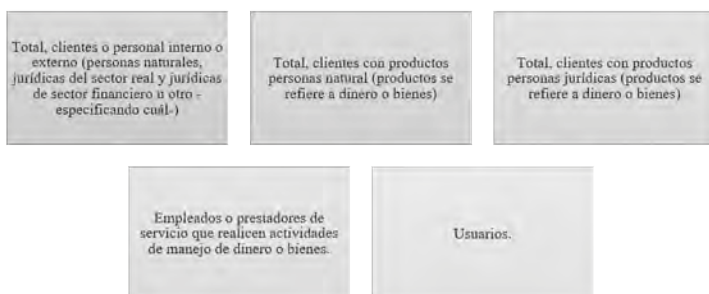 Total, clientes o personal interno o
externo (personas naturales,
jurídicas del sector real y jurídicas
de sector financiero u otro -
especificando cuál-)
Total, clientes con productos
personas natural (productos se
refiere a dinero o bienes)
Total, clientes con productos
personas jurídicas (productos se
refiere a dinero o bienes)
Empleados o prestadores de
servicio que realicen actividades
de manejo de dinero o bienes.
Usuarios.